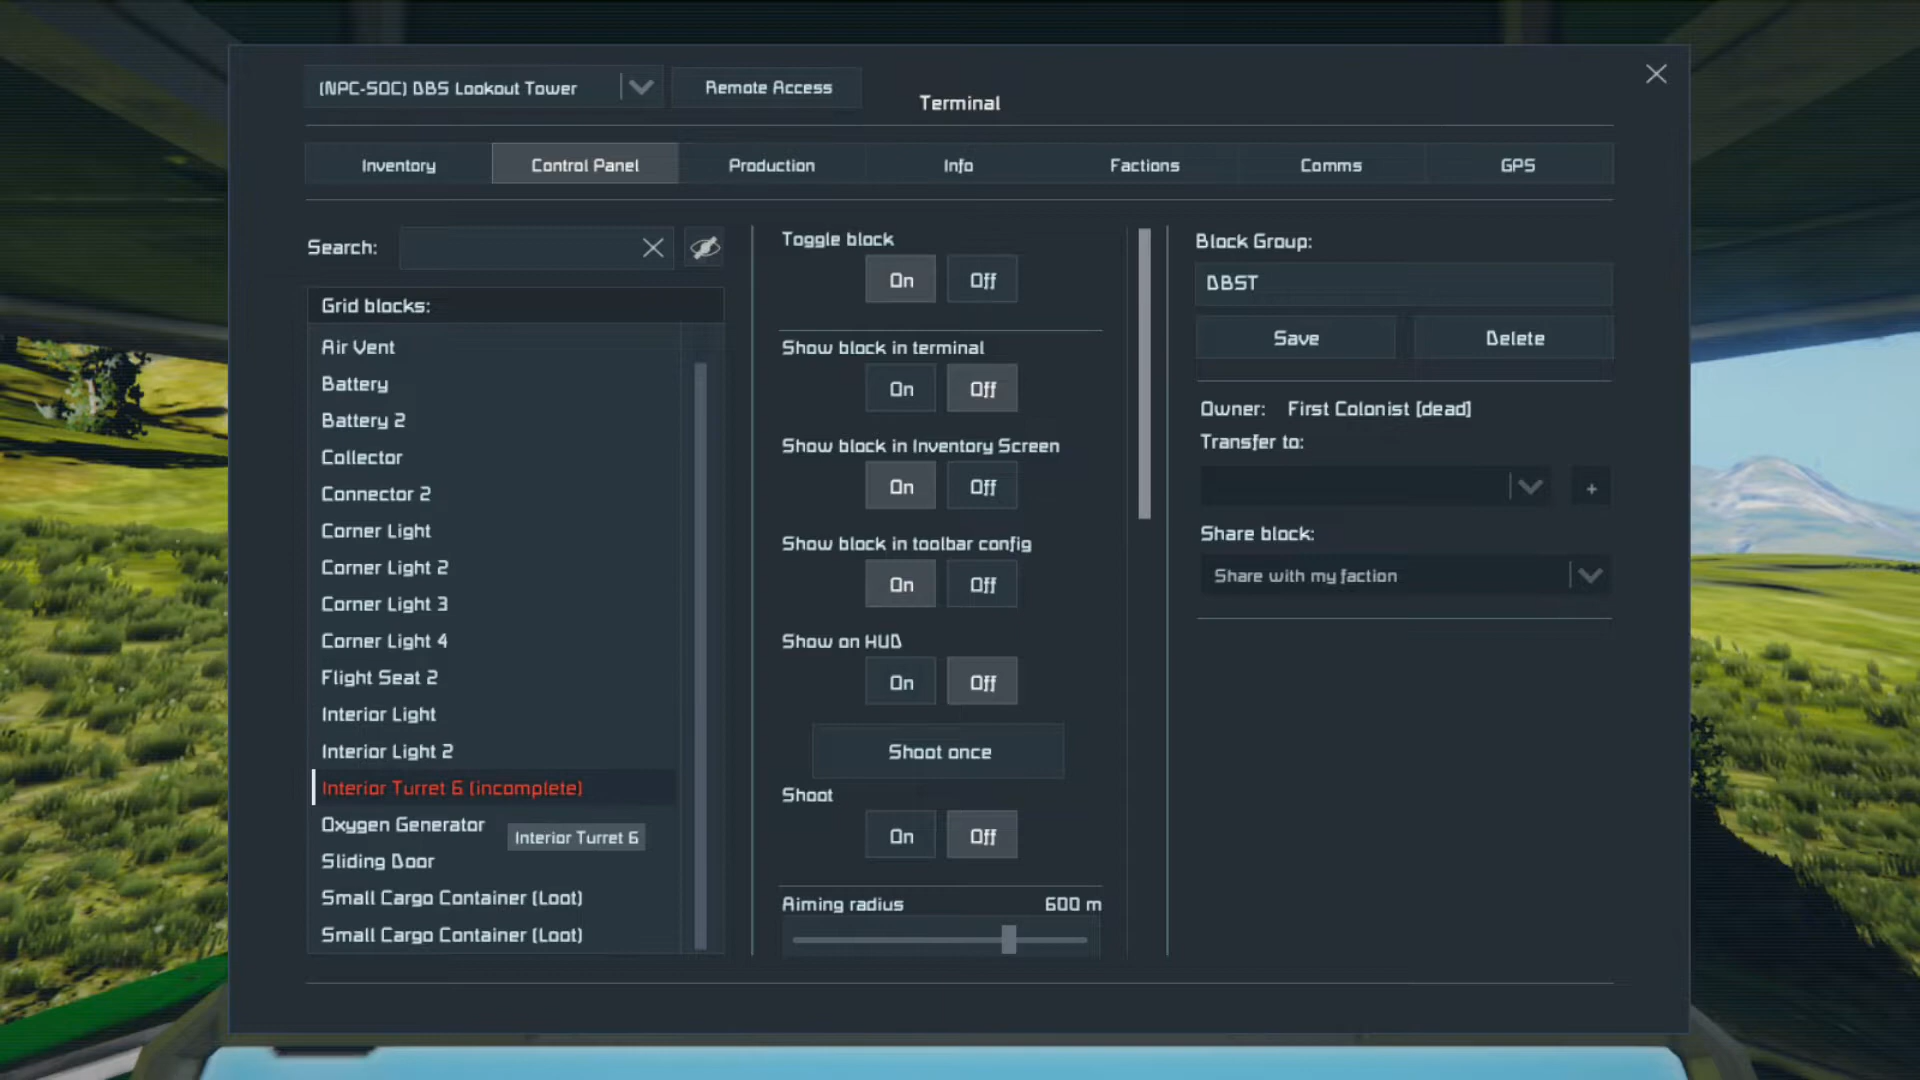 (NPC-SOC) DBS Lookout Tower
Remote Access
Terminal
Inventory
Control Panel
Production
Info
Factions
Comms
GPS
Search:
Grid blocks:
Air Vent
Battery
Battery 2
Collector
Connector 2
Corner Light
Corner Light 2
Corner Light 3
Corner Light 4
Flight Seat 2
Interior Light
Interior Light 2
Interior Turret 6 (incomplete)
Oxygen Generator
Interior Turret 6
Sliding Door
Small Cargo Container (Loot)
Small Cargo Container (Loot)
Toggle block
On Off
Show block in terminal
On Off
Show block in Inventory Screen
On Off
Show block in toolbar config
On Off
Show on HUD
On Off
Shoot once
Shoot
On Off
Aiming radius 600 m
Block Group:
DBST
Save Delete
Owner: First Colonist [dead]
Transfer to:
+
Share block:
Share with my faction